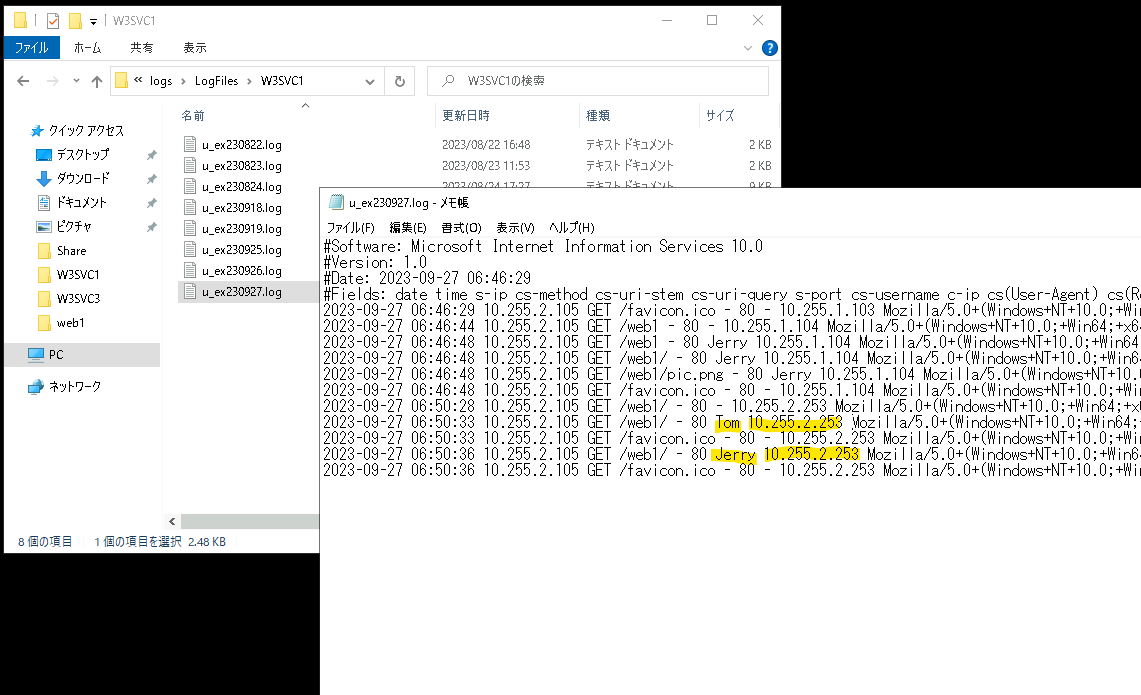 W3SVC1
ファイル ホーム 共有 表示
« logs › LogFiles › W3SVC1 W3SVC1の検索
名前 更新日時 種類 サイズ
クイック アクセス
デスクトップ
ダウンロード
ドキュメント
ピクチャ
Share
W3SVC1
W3SVC3
web1
PC
ネットワーク
u_ex230822.log 2023/08/22 16:48 テキスト ドキュメント 2 KB
u_ex230823.log 2023/08/23 11:53 テキスト ドキュメント 2 KB
u_ex230824.log 2023/08/24 17:27 テキスト ドキュメント 9 KB
u_ex230918.log
u_ex230919.log
u_ex230925.log
u_ex230926.log
u_ex230927.log
8 個の項目 1 個の項目を選択 2.48 KB
u_ex230927.log - メモ帳
ファイル(F) 編集(E) 書式(O) 表示(V) ヘルプ(H)
#Software: Microsoft Internet Information Services 10.0
#Version: 1.0
#Date: 2023-09-27 06:46:29
#Fields: date time s-ip cs-method cs-uri-stem cs-uri-query s-port cs-username c-ip cs(User-Agent) cs(R
2023-09-27 06:46:29 10.255.2.105 GET /favicon.ico - 80 - 10.255.1.103 Mozilla/5.0+(Windows+NT+10.0;+Win
2023-09-27 06:46:44 10.255.2.105 GET /web1 - 80 - 10.255.1.104 Mozilla/5.0+(Windows+NT+10.0;+Win64;+x6
2023-09-27 06:46:48 10.255.2.105 GET /web1 - 80 Jerry 10.255.1.104 Mozilla/5.0+(Windows+NT+10.0;+Win64
2023-09-27 06:46:48 10.255.2.105 GET /web1/ - 80 Jerry 10.255.1.104 Mozilla/5.0+(Windows+NT+10.0;+Win6
2023-09-27 06:46:48 10.255.2.105 GET /web1/pic.png - 80 Jerry 10.255.1.104 Mozilla/5.0+(Windows+NT+10.
2023-09-27 06:46:48 10.255.2.105 GET /favicon.ico - 80 - 10.255.1.104 Mozilla/5.0+(Windows+NT+10.0;+Win
2023-09-27 06:50:28 10.255.2.105 GET /web1/ - 80 - 10.255.2.253 Mozilla/5.0+(Windows+NT+10.0;+Win64;+x
2023-09-27 06:50:33 10.255.2.105 GET /web1/ - 80 Tom 10.255.2.253 Mozilla/5.0+(Windows+NT+10.0;+Win64;+
2023-09-27 06:50:33 10.255.2.105 GET /favicon.ico - 80 - 10.255.2.253 Mozilla/5.0+(Windows+NT+10.0;+Win
2023-09-27 06:50:36 10.255.2.105 GET /web1/ - 80 Jerry 10.255.2.253 Mozilla/5.0+(Windows+NT+10.0;+Win6
2023-09-27 06:50:36 10.255.2.105 GET /favicon.ico - 80 - 10.255.2.253 Mozilla/5.0+(Windows+NT+10.0;+Win